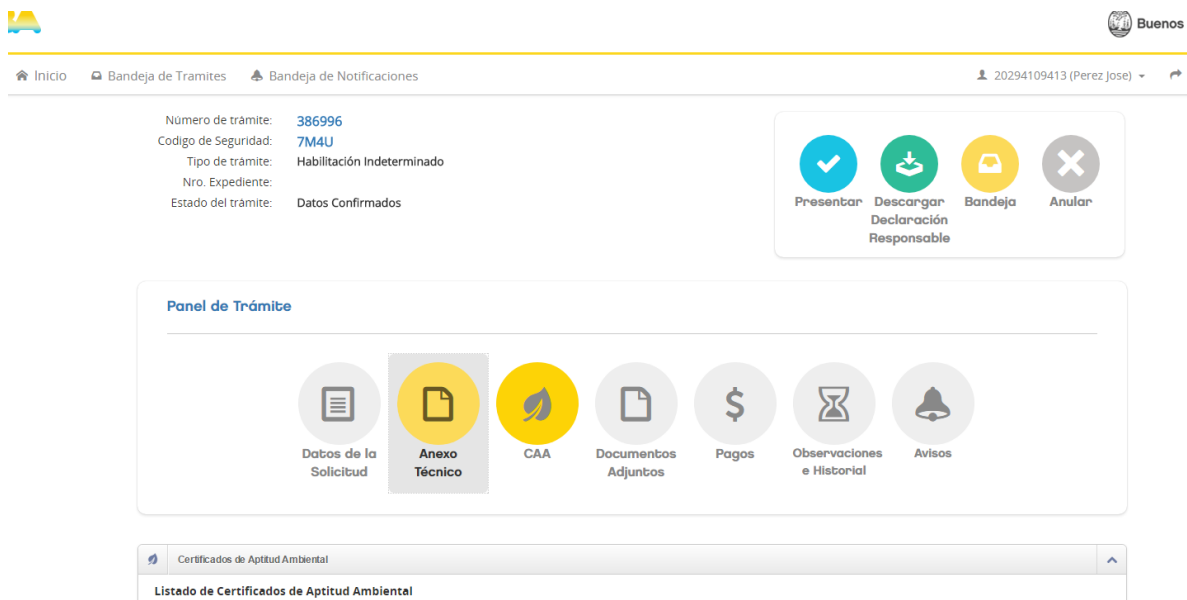 Buenos
Inicio Bandeja de Tramites Bandeja de Notificaciones 20294109413 (Perez Jose)
Número de trámite: 386996
Codigo de Seguridad: 7M4U
Tipo de trámite: Habilitación Indeterminado
Nro. Expediente:
Estado del trámite: Datos Confirmados
Presentar Descargar Declaración Responsable Bandeja Anular
Panel de Trámite
Datos de la Solicitud
Anexo Técnico
CAA
Documentos Adjuntos
Pagos
Observaciones e Historial
Avisos
Certificados de Aptitud Ambiental
Listado de Certificados de Aptitud Ambiental